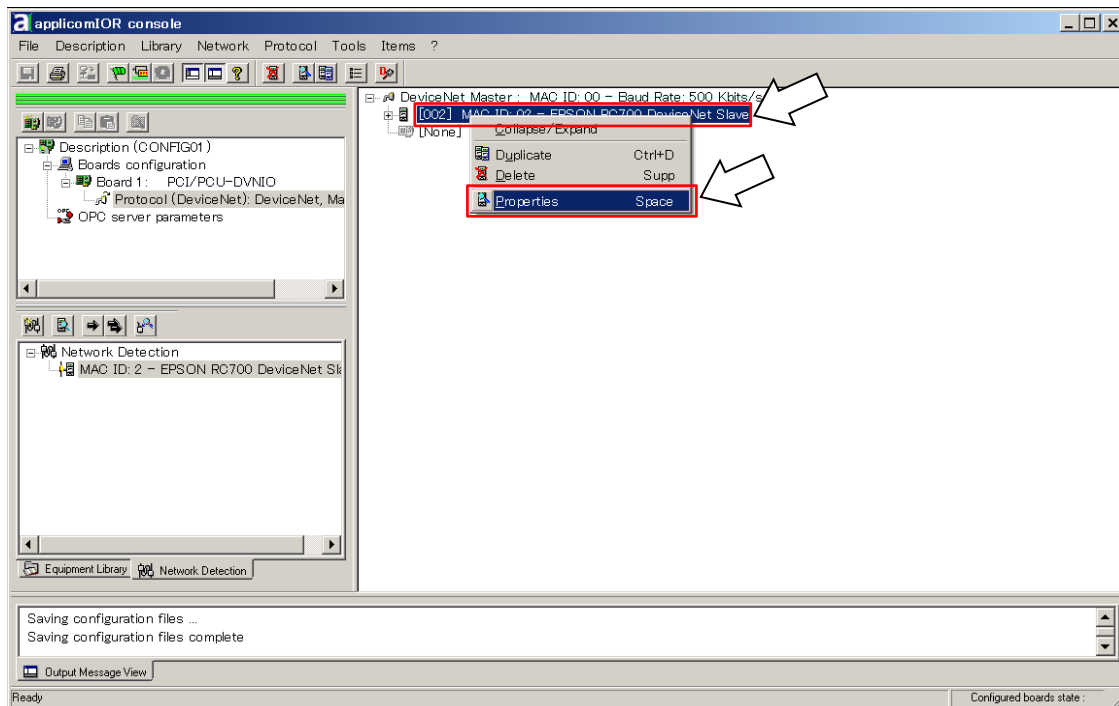 applicomIOR console
File Description Library Network Protocol Tools Items ?
Description (CONFIG01)
Boards configuration
Board 1: PCI/PCU-DVNIO
Protocol (DeviceNet): DeviceNet, Ma
OPC server parameters
Network Detection
MAC ID: 2 - EPSON RC700 DeviceNet Sl
Equipment Library
Network Detection
DeviceNet Master : MAC ID: 00 - Baud Rate: 500 Kbits/s
[002] MAC ID: 02 - EPSON RC700 DeviceNet Slave
[None]
Collapse/Expand
Duplicate Ctrl+D
Delete Supp
Properties Space
Saving configuration files ...
Saving configuration files complete
Output Message View
Ready
Configured boards state :